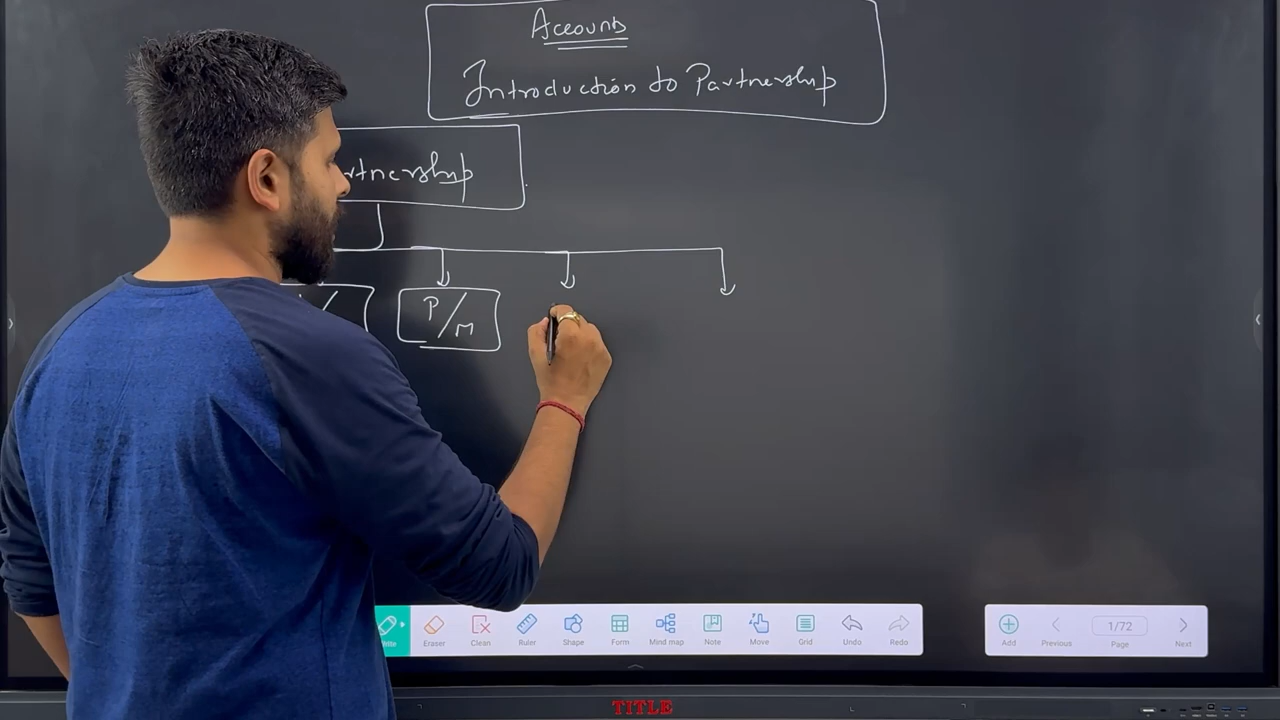 Accounts
Introduction to Partnership
artnership
P/M
Eraser Clean Ruler Shape Form Mind map Note Move Grid Undo Redo Add Previous 1/72 Page Next
TITLE